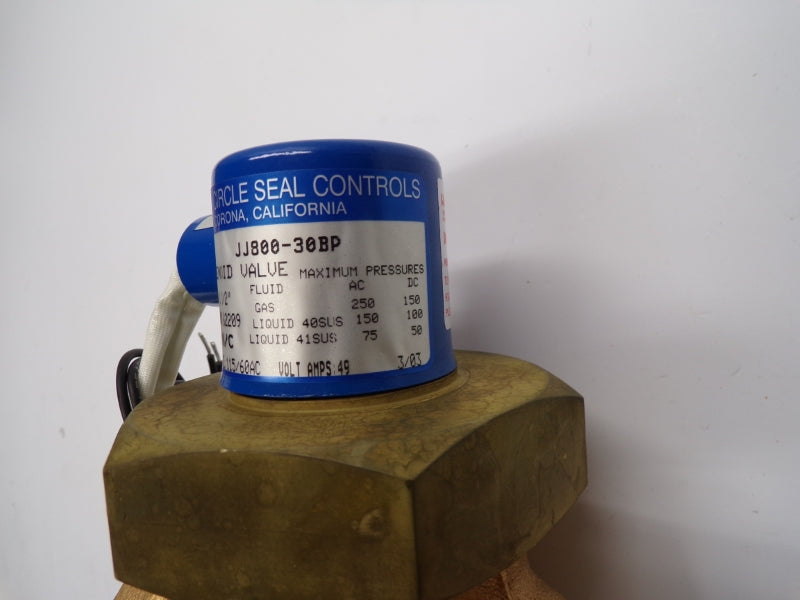 CIRCLE SEAL CONTROLS
CORONA, CALIFORNIA
JJ800-30BP
VALVE MAXIMUM PRESSURES
FLUID AC DC
GAS 250 150
LIQUID 40SUS 150 100
LIQUID 41SUS 75 50
115/60AC VOLT AMPS 49 3/03